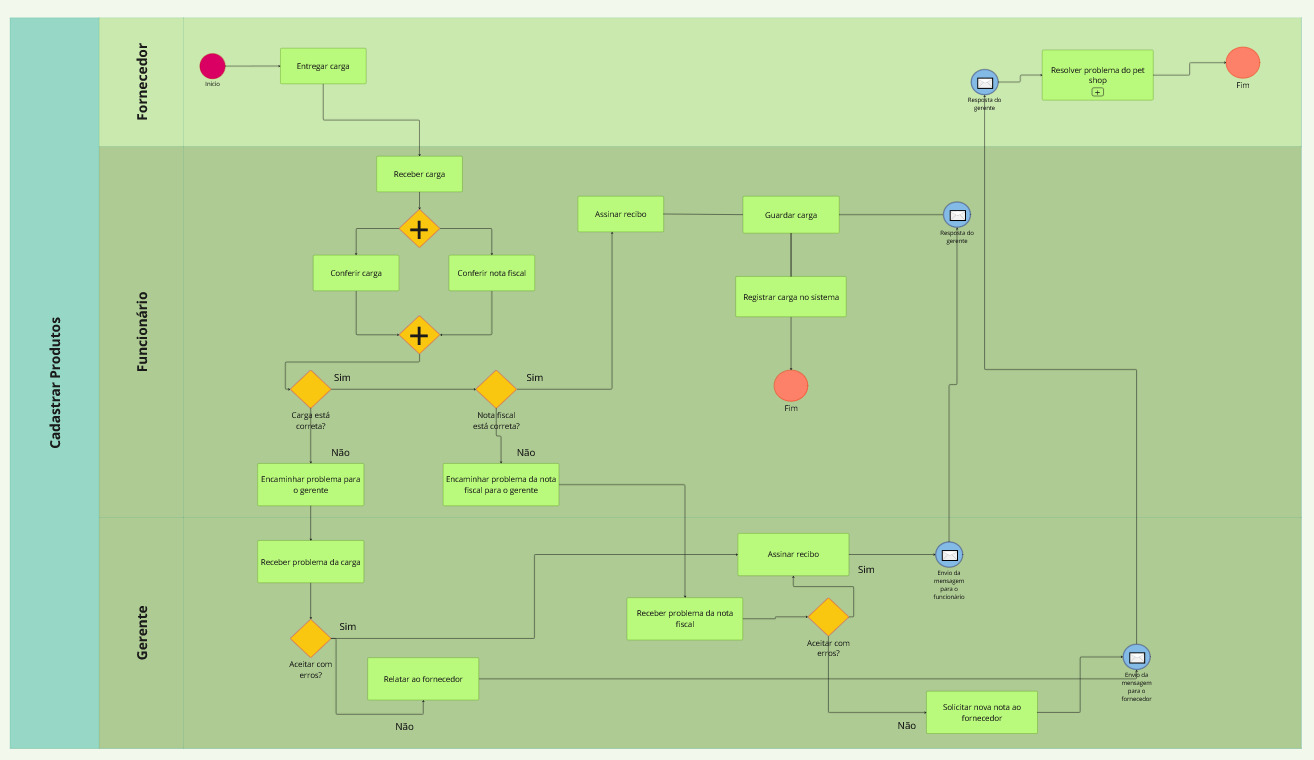 Cadastrar Produtos
Fornecedor
Início
Entregar carga
Resposta do
gerente
Resolver problema do pet
shop
Fim
Funcionário
Receber carga
Conferir carga
Conferir nota fiscal
Sim
Carga está
correta?
Não
Sim
Nota fiscal
está correta?
Não
Encaminhar problema para
o gerente
Encaminhar problema da nota
fiscal para o gerente
Assinar recibo
Guardar carga
Resposta do
gerente
Registrar carga no sistema
Fim
Gerente
Receber problema da carga
Sim
Aceitar com
erros?
Relatar ao fornecedor
Não
Receber problema da nota
fiscal
Assinar recibo
Sim
Aceitar com
erros?
Não
Envio da
mensagem
para o
funcionário
Solicitar nova nota ao
fornecedor
Envio da
mensagem
para o
fornecedor